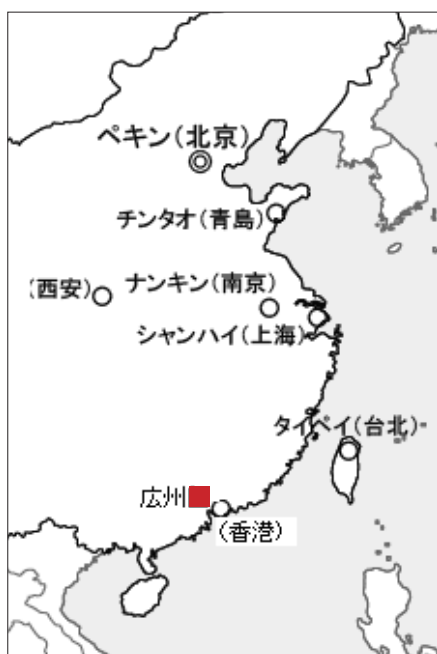 ペキン(北京)
チンタオ(青島)
(西安)
ナンキン(南京)
シャンハイ(上海)
タイペイ(台北)
広州
(香港)